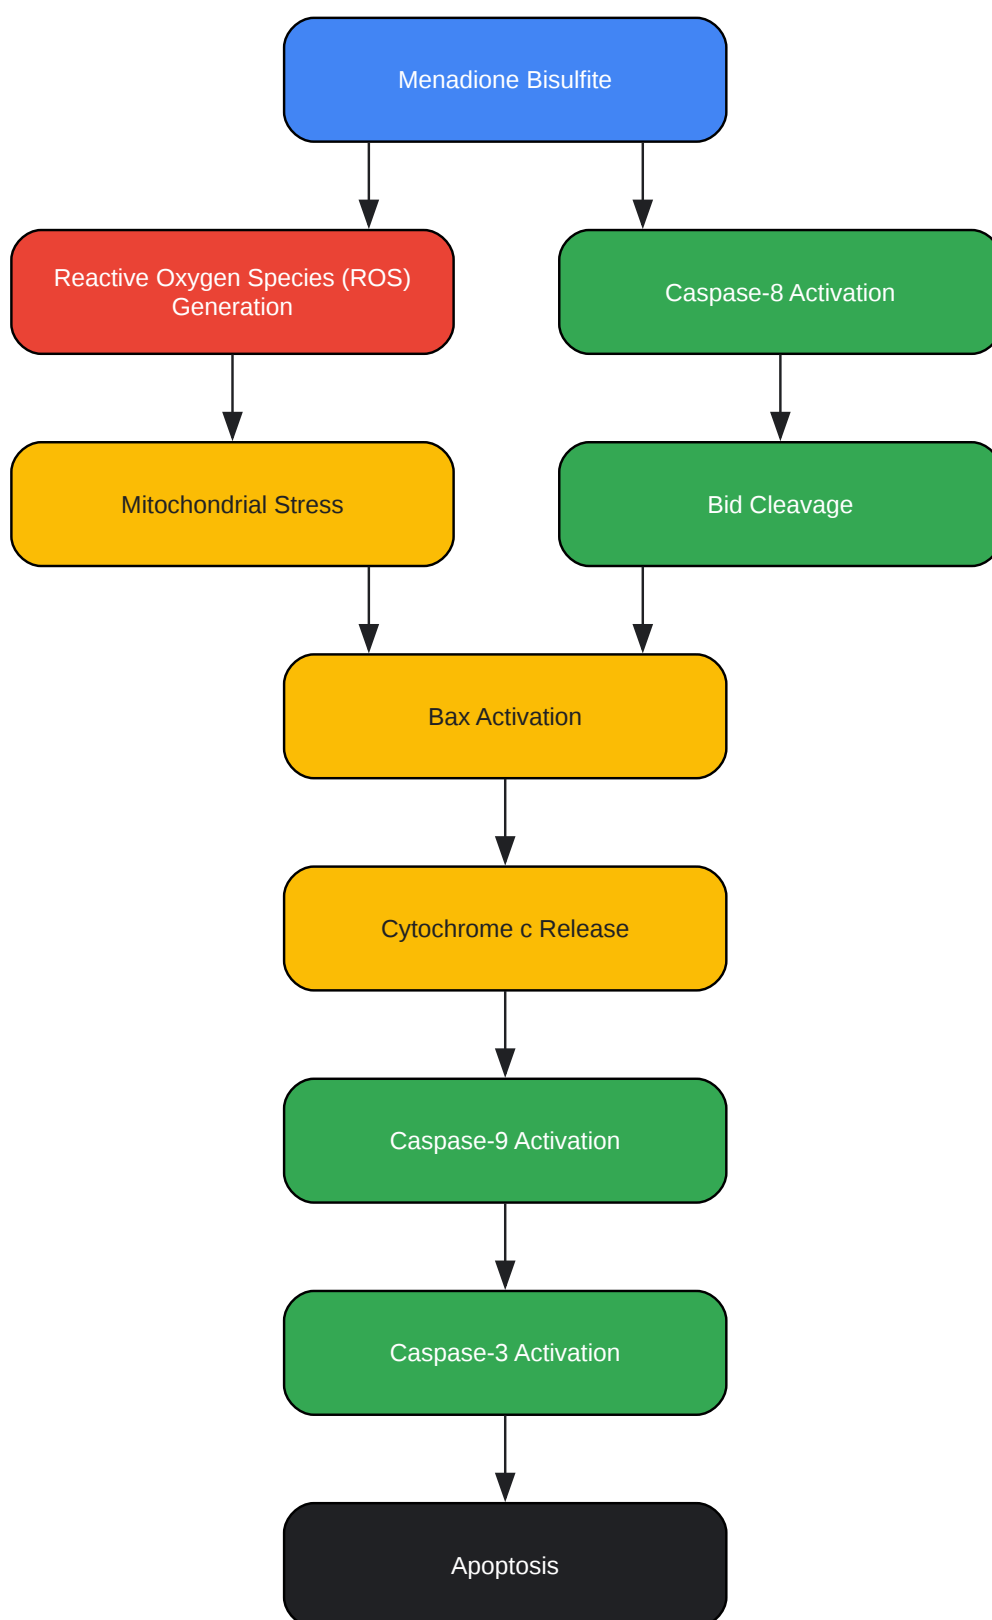 Menadione Bisulfite
Reactive Oxygen Species (ROS)
Generation
Caspase-8 Activation
Mitochondrial Stress
Bid Cleavage
Bax Activation
Cytochrome c Release
Caspase-9 Activation
Caspase-3 Activation
Apoptosis